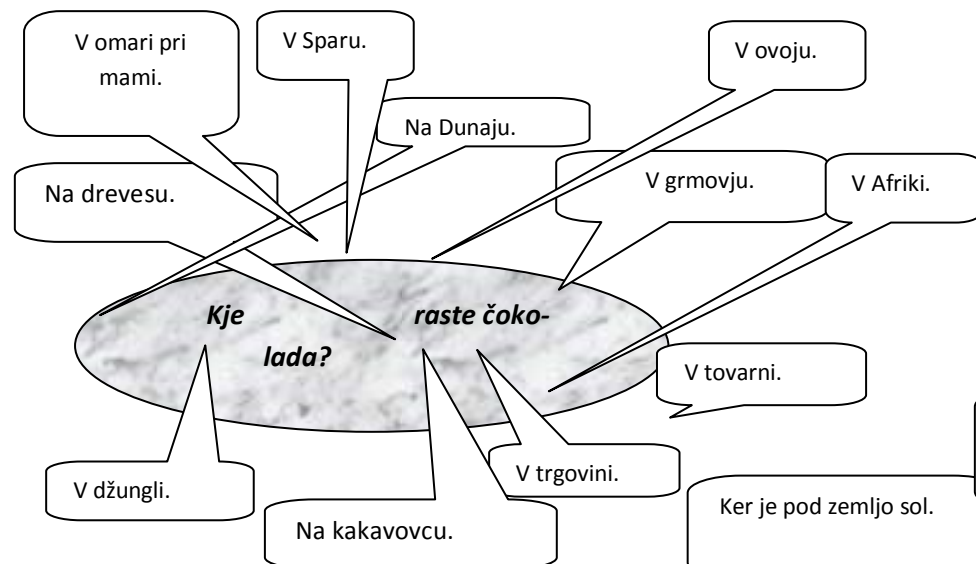 V omari pri
mami.
V Sparu.
V ovoju.
Na Dunaju.
Na drevesu.
V grmovju.
V Afriki.
Kje raste čoko-
lada?
V tovarni.
V džungli.
V trgovini.
Na kakavovcu.
Ker je pod zemljo sol.